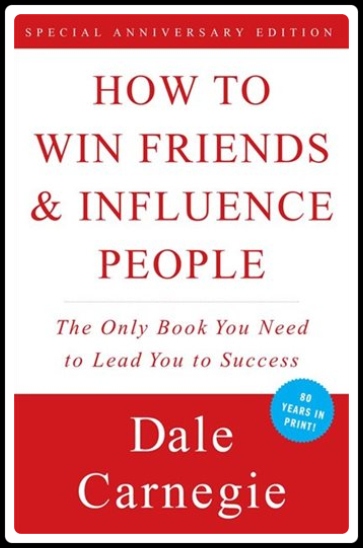 SPECIAL ANNIVERSARY EDITION
HOW TO
WIN FRIENDS
& INFLUENCE
PEOPLE
The Only Book You Need
to Lead You to Success
80
YEARS IN
PRINT!
Dale
Carnegie